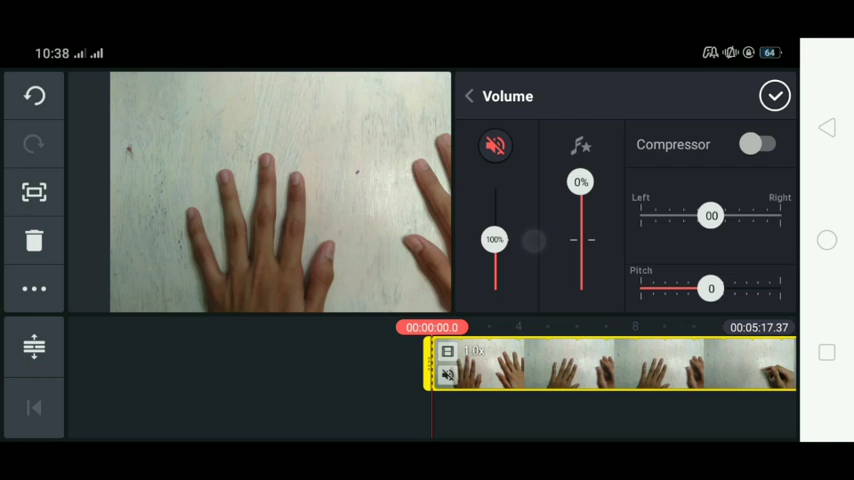 10:38
64
Volume
Compressor
0%
Left
Right
00
100%
Pitch
0
00:00:00.0
4
8
00:05:17.37
1.0x